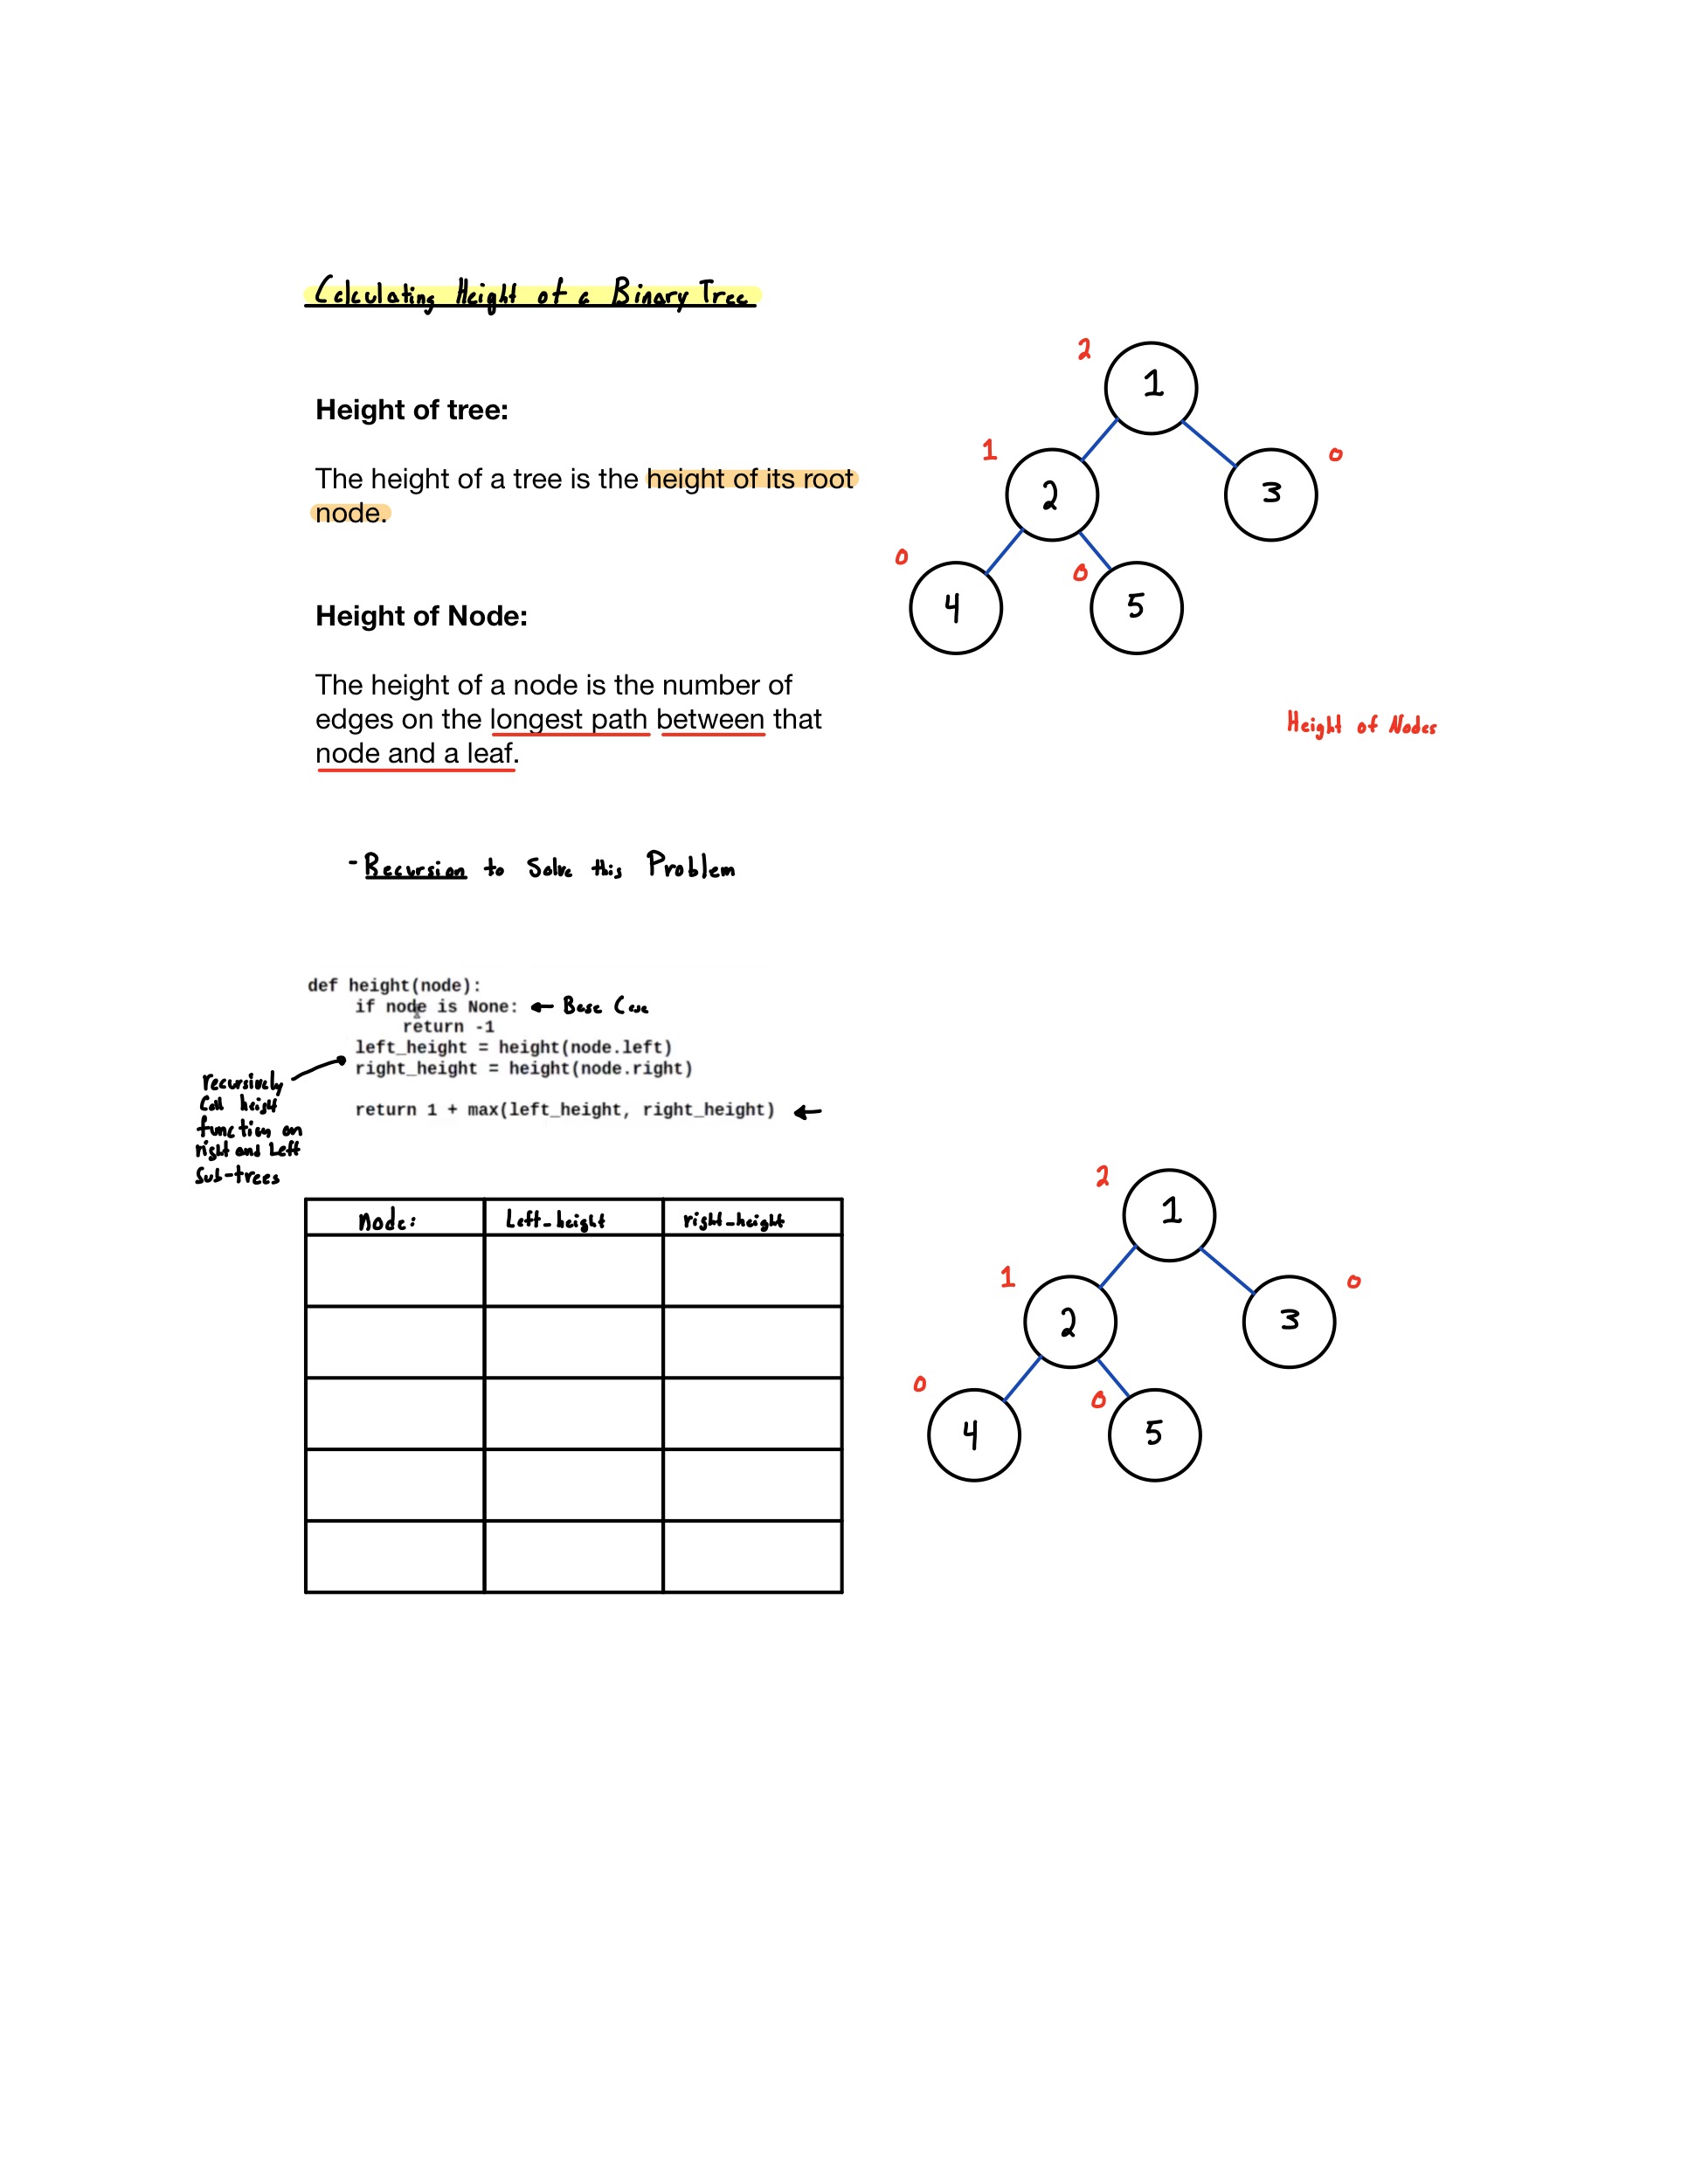 Calculating Height of a Binary Tree
Height of tree:
The height of a tree is the height of its root
node.
Height of Node:
The height of a node is the number of
edges on the longest path between that
node and a leaf.
2
1
1
2
3
0
0
4
0
5
Height of Nodes
- Recursion to Solve this Problem
def height(node):
if node is None: ← Base Case
return -1
left_height = height(node.left)
right_height = height(node.right)
return 1 + max(left_height, right_height) ←
recursively
Call height
function on
right and Left
Sub-trees
node: Left-height right-height
2
1
1
2
3
0
0
4
0
5